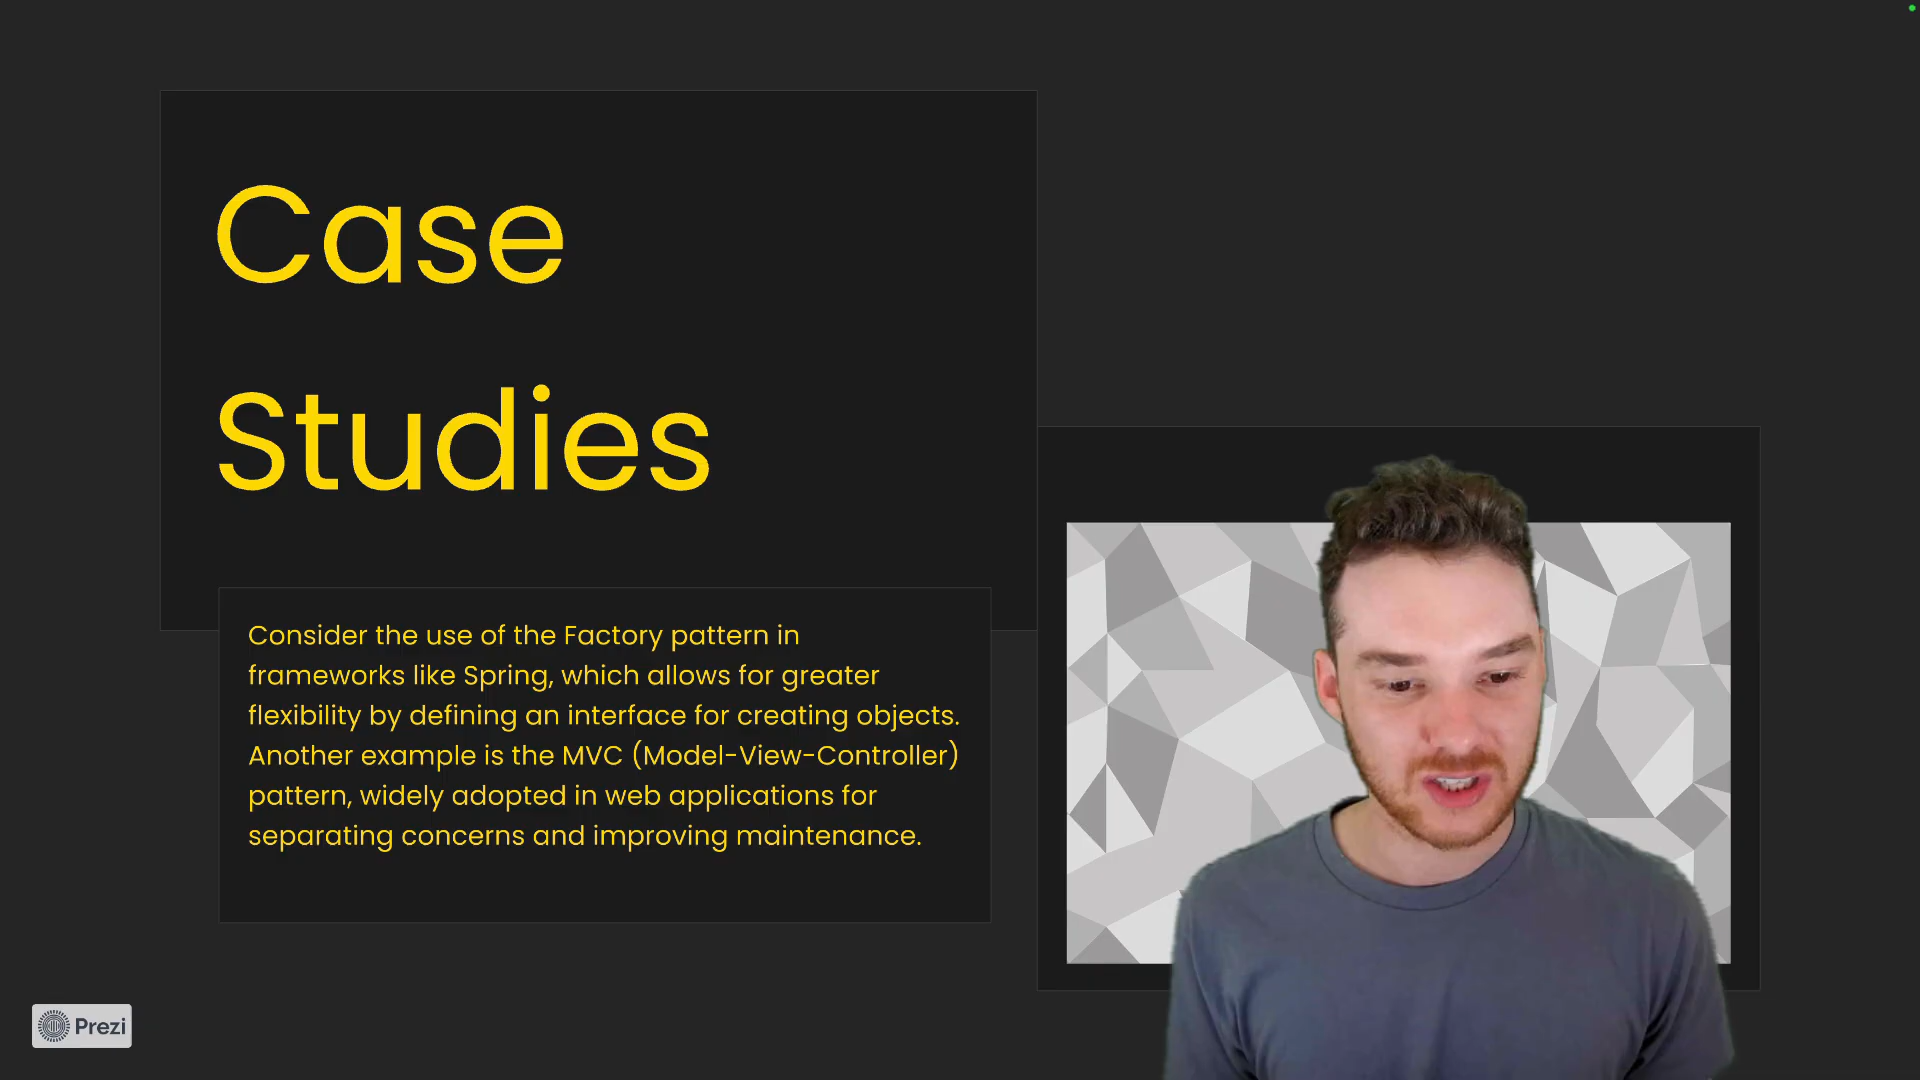 Case
Studies
Consider the use of the Factory pattern in
frameworks like Spring, which allows for greater
flexibility by defining an interface for creating objects.
Another example is the MVC (Model-View-Controller)
pattern, widely adopted in web applications for
separating concerns and improving maintenance.
Prezi